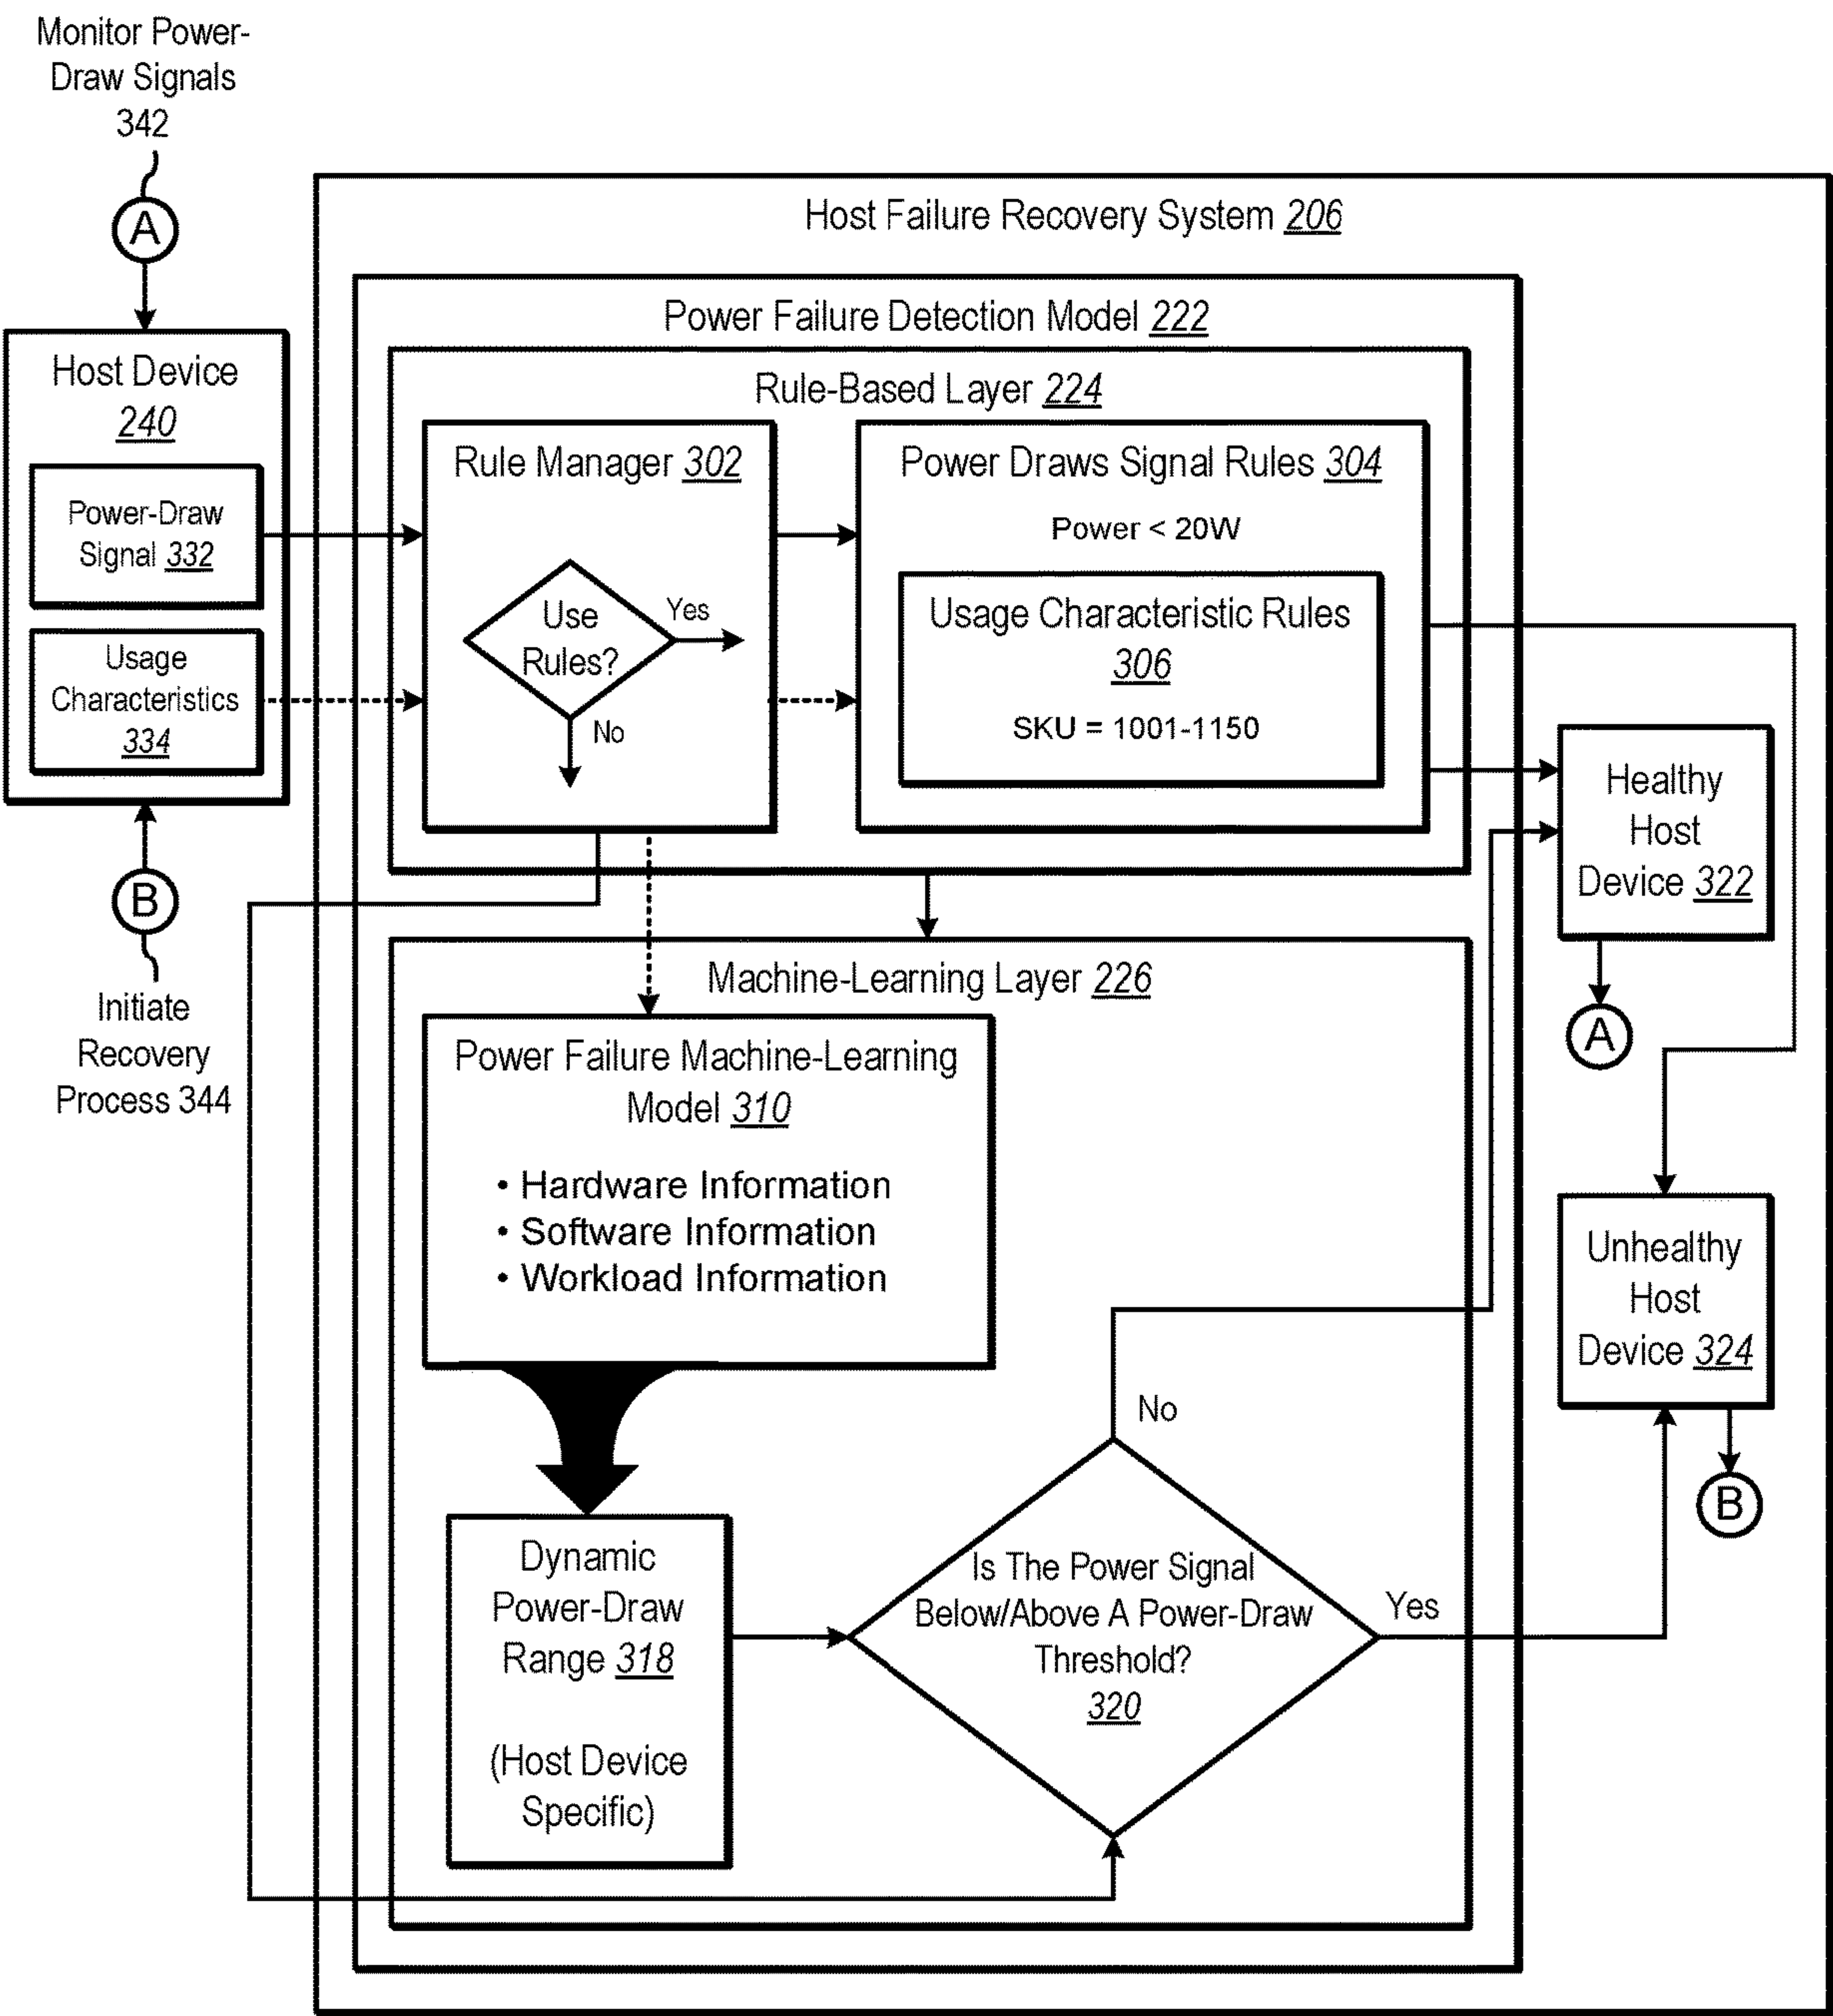 Monitor Power-
Draw Signals
342
A
Host Failure Recovery System 206
Power Failure Detection Model 222
Host Device
240
Power-Draw
Signal 332
Usage
Characteristics
334
B
Initiate
Recovery
Process 344
Rule-Based Layer 224
Rule Manager 302
Use
Rules?
Yes
No
Power Draws Signal Rules 304
Power < 20W
Usage Characteristic Rules
306
SKU = 1001-1150
Healthy
Host
Device 322
A
Machine-Learning Layer 226
Power Failure Machine-Learning
Model 310
• Hardware Information
• Software Information
• Workload Information
Unhealthy
Host
Device 324
B
Dynamic
Power-Draw
Range 318
(Host Device
Specific)
No
Is The Power Signal
Below/Above A Power-Draw
Threshold?
320
Yes